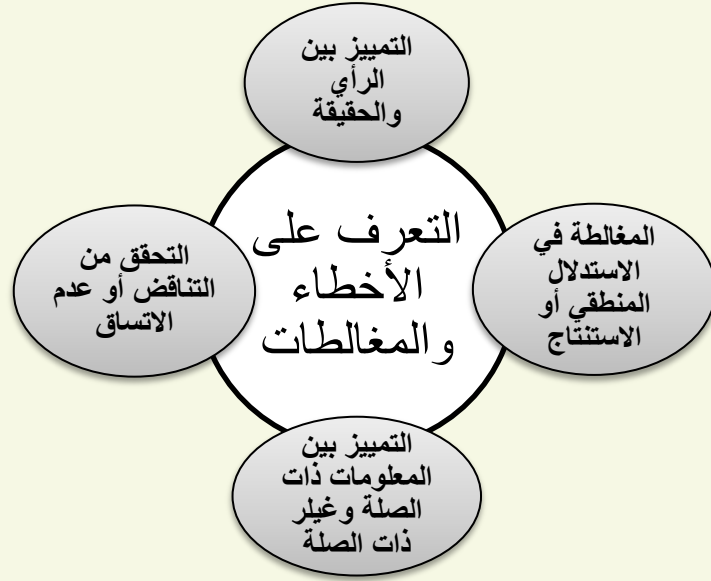 التمييز بين
الرأي
والحقيقة
المغالطة في
الاستدلال
المنطقي أو
الاستنتاج
التعرف على
الأخطاء
والمغالطات
التحقق من
التناقض أو عدم
الاتساق
التمييز بين
المعلومات ذات
الصلة وغيلر
ذات الصلة